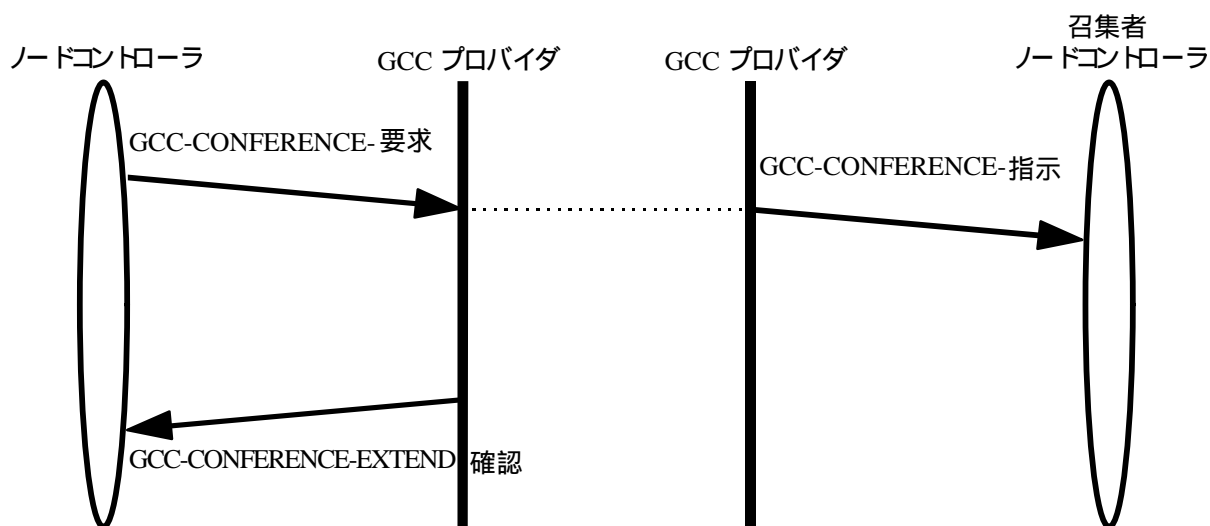 召集者
ノードコントローラ GCC プロバイダ GCC プロバイダ ノードコントローラ
GCC-CONFERENCE- 要求
GCC-CONFERENCE-指示
GCC-CONFERENCE-EXTEND 確認